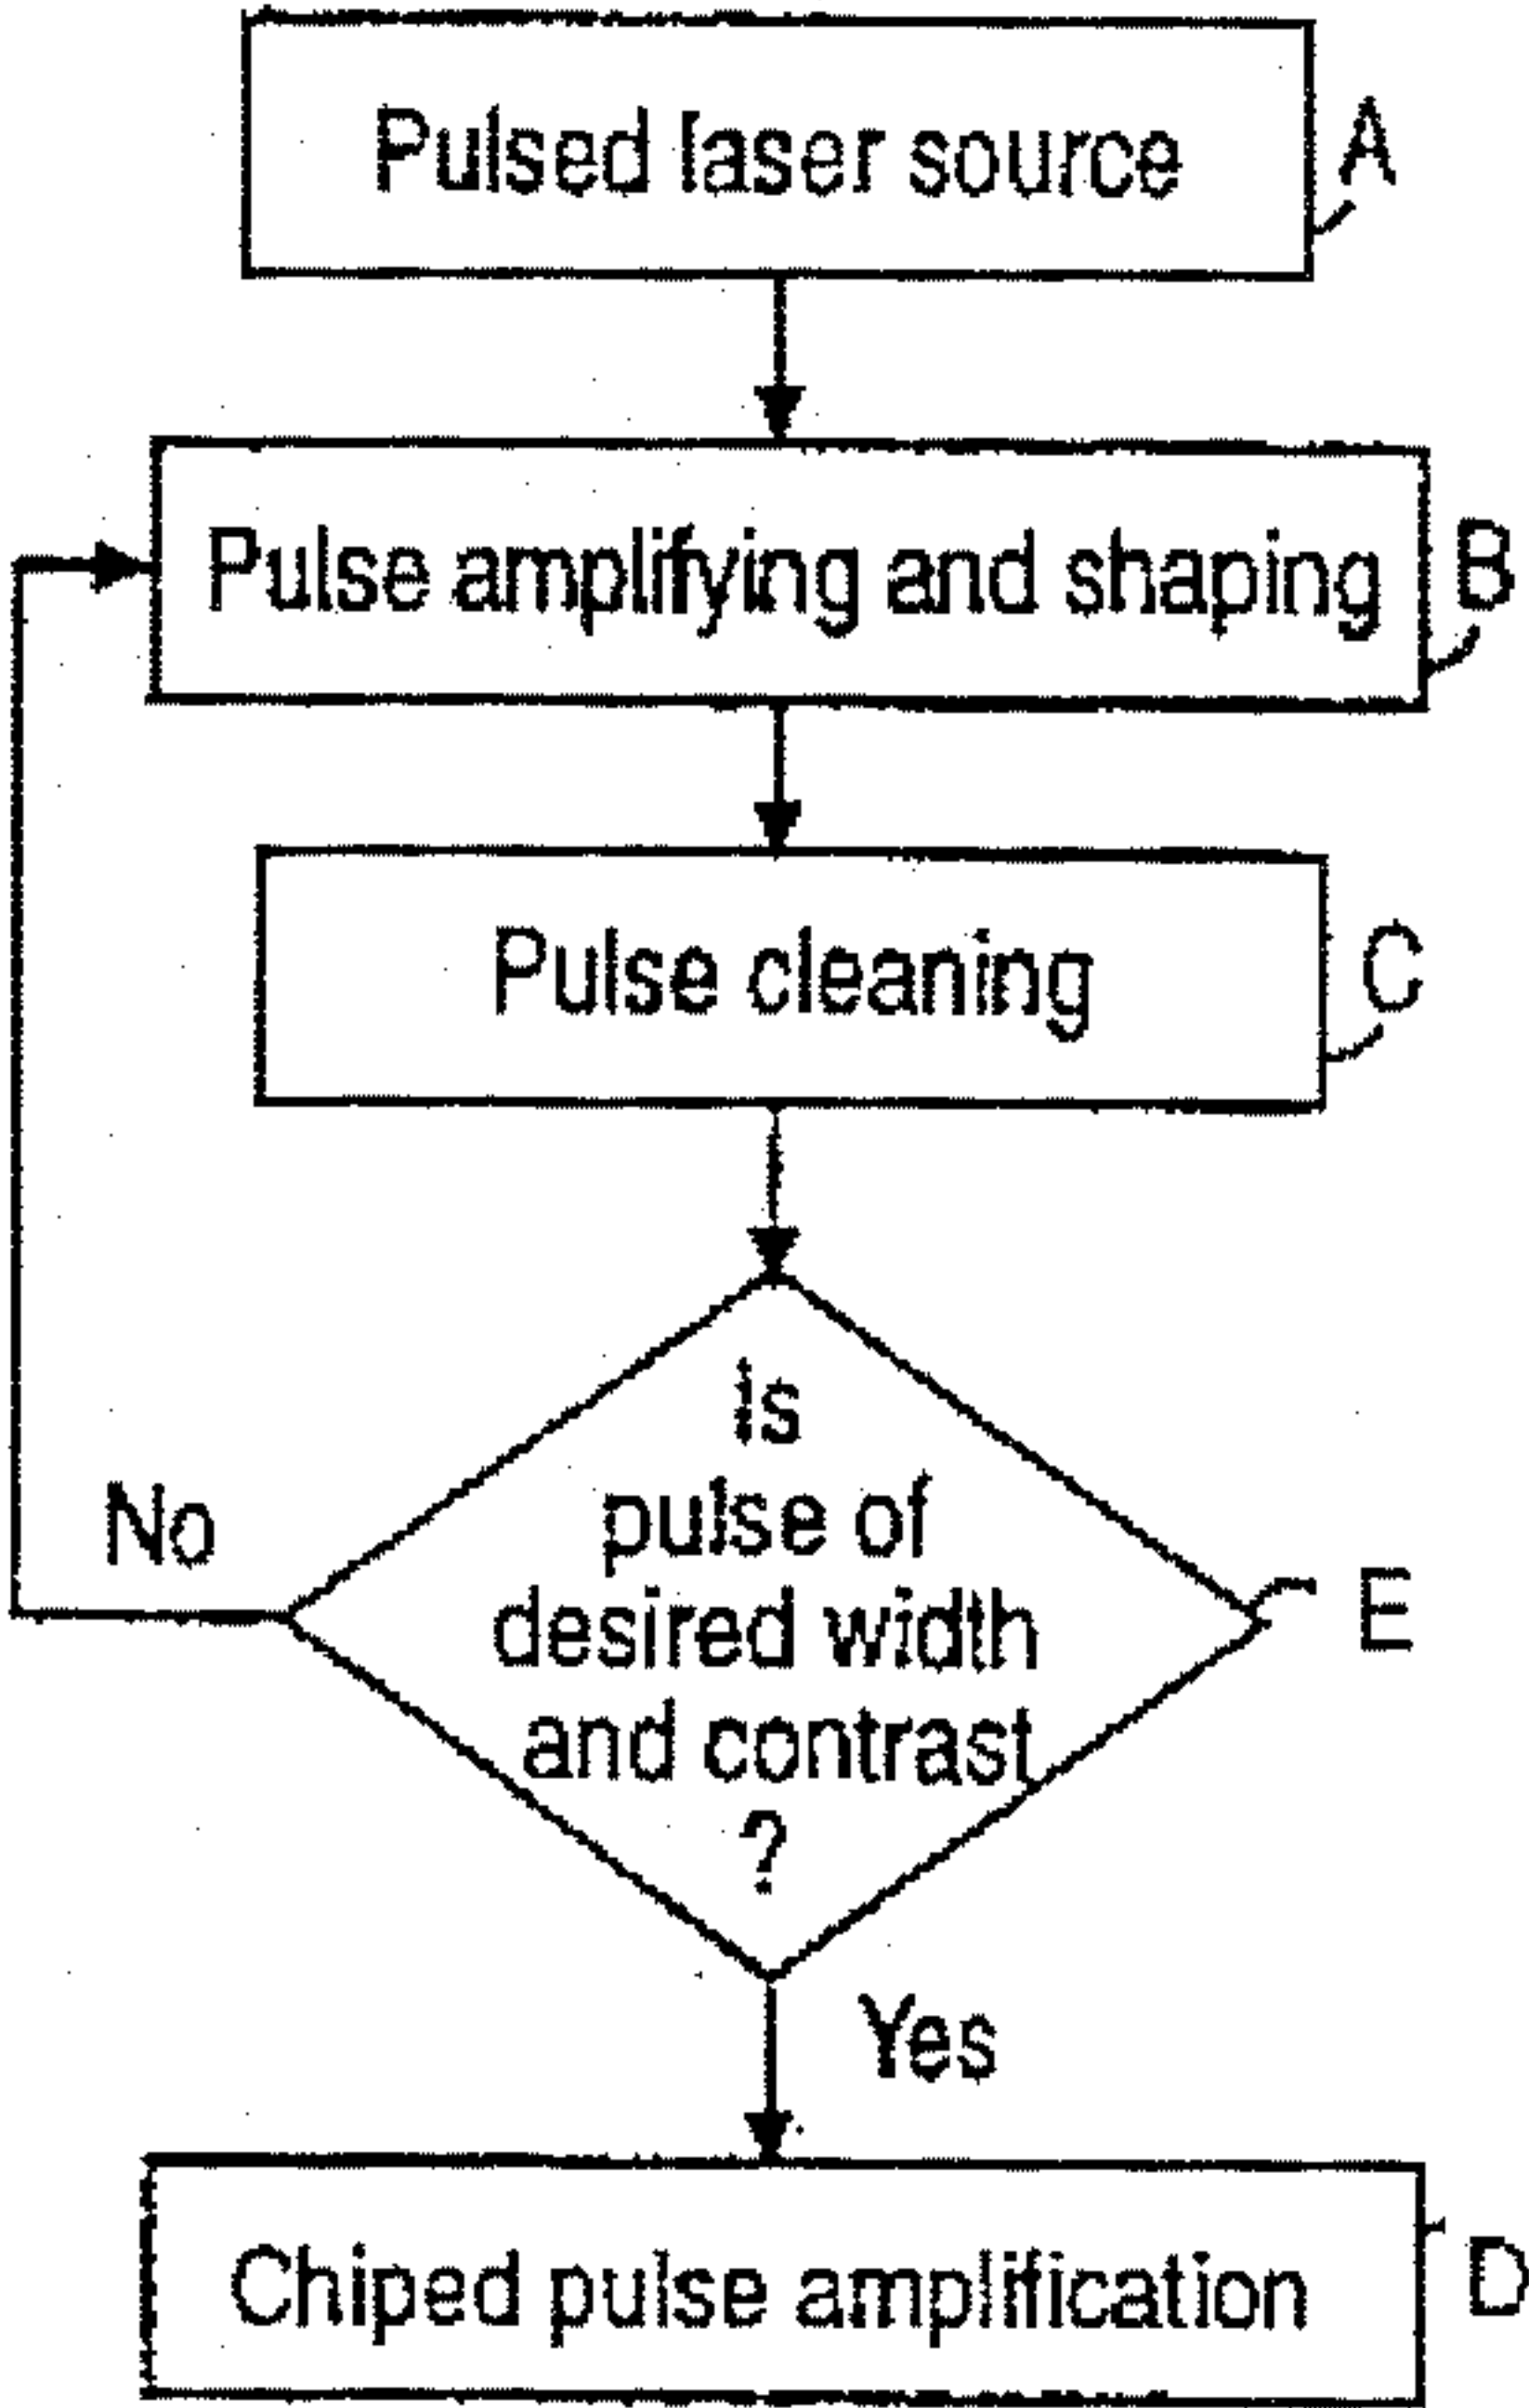 Pulsed laser source
A
Pulse amplifying and shaping
B
Pulse cleaning
C
Is
pulse of
desired width
and contrast
?
No
E
Yes
Chiped pulse amplification
D